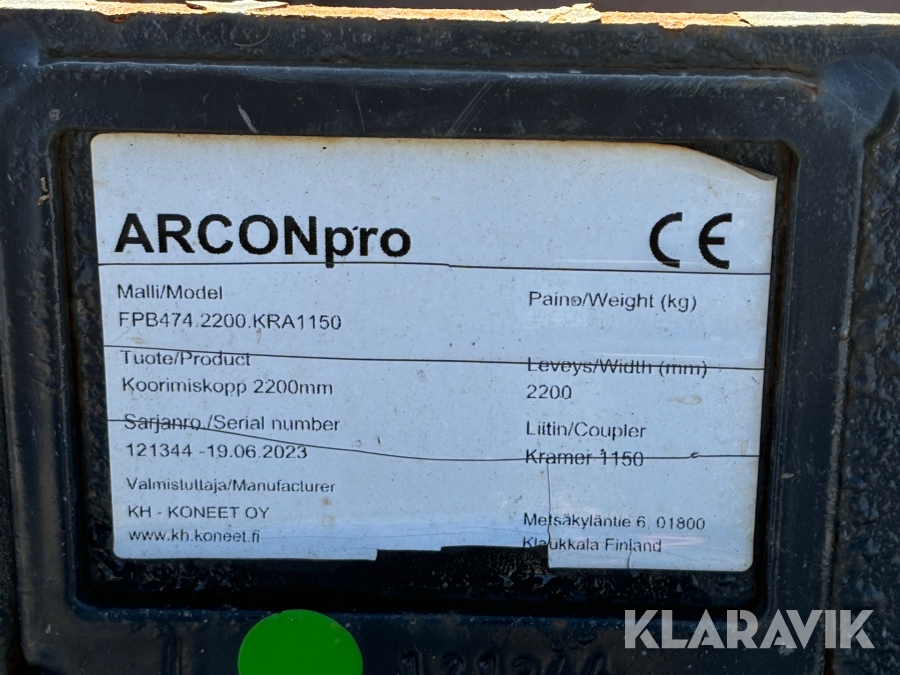 ARCONpro CE
Malli/Model
FPB474.2200.KRA1150
Paino/Weight (kg)
Tuote/Product
Koorimiskopp 2200mm
Leveys/Width (mm)
2200
Sarjanro./Serial number
121344 -19.06.2023
Liitin/Coupler
Kramer 1150
Valmistuttaja/Manufacturer
KH - KONEET OY
www.kh.koneet.fi
Metsäkyläntie 6, 01800
Klaukkala Finland
KLARAVIK
121344